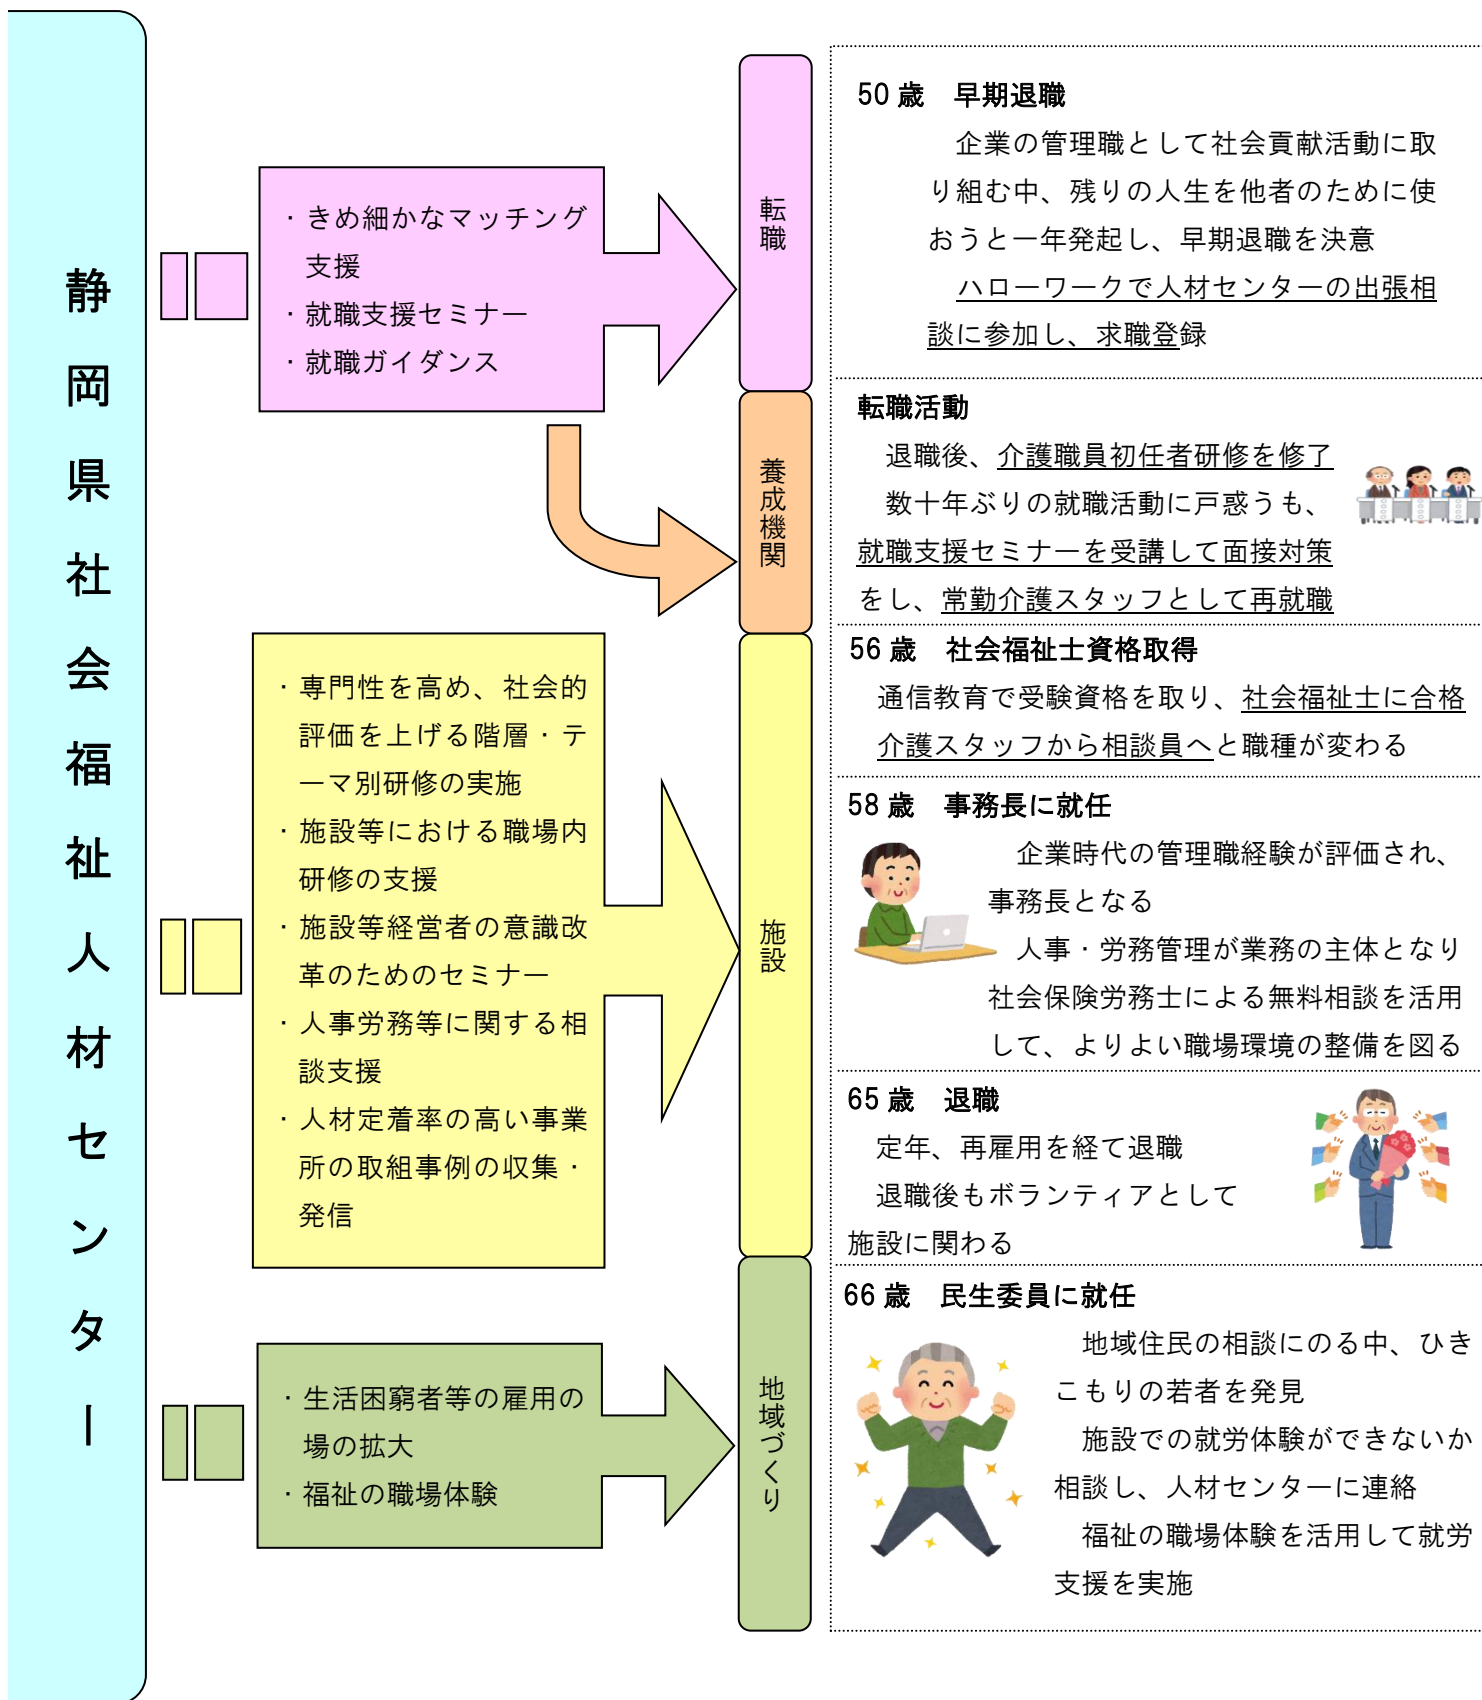 静岡県社会福祉人材センター
・きめ細かなマッチング
支援
・就職支援セミナー
・就職ガイダンス
・専門性を高め、社会的
評価を上げる階層・テ
ーマ別研修の実施
・施設等における職場内
研修の支援
・施設等経営者の意識改
革のためのセミナー
・人事労務等に関する相
談支援
・人材定着率の高い事業
所の取組事例の収集・
発信
・生活困窮者等の雇用の
場の拡大
・福祉の職場体験
転職
養成機関
施設
地域づくり
50歳　早期退職
企業の管理職として社会貢献活動に取
り組む中、残りの人生を他者のために使
おうと一年発起し、早期退職を決意
ハローワークで人材センターの出張相
談に参加し、求職登録
転職活動
退職後、介護職員初任者研修を修了
数十年ぶりの就職活動に戸惑うも、
就職支援セミナーを受講して面接対策
をし、常勤介護スタッフとして再就職
56歳　社会福祉士資格取得
通信教育で受験資格を取り、社会福祉士に合格
介護スタッフから相談員へと職種が変わる
58歳　事務長に就任
企業時代の管理職経験が評価され、
事務長となる
人事・労務管理が業務の主体となり
社会保険労務士による無料相談を活用
して、よりよい職場環境の整備を図る
65歳　退職
定年、再雇用を経て退職
退職後もボランティアとして
施設に関わる
66歳　民生委員に就任
地域住民の相談にのる中、ひき
こもりの若者を発見
施設での就労体験ができないか
相談し、人材センターに連絡
福祉の職場体験を活用して就労
支援を実施